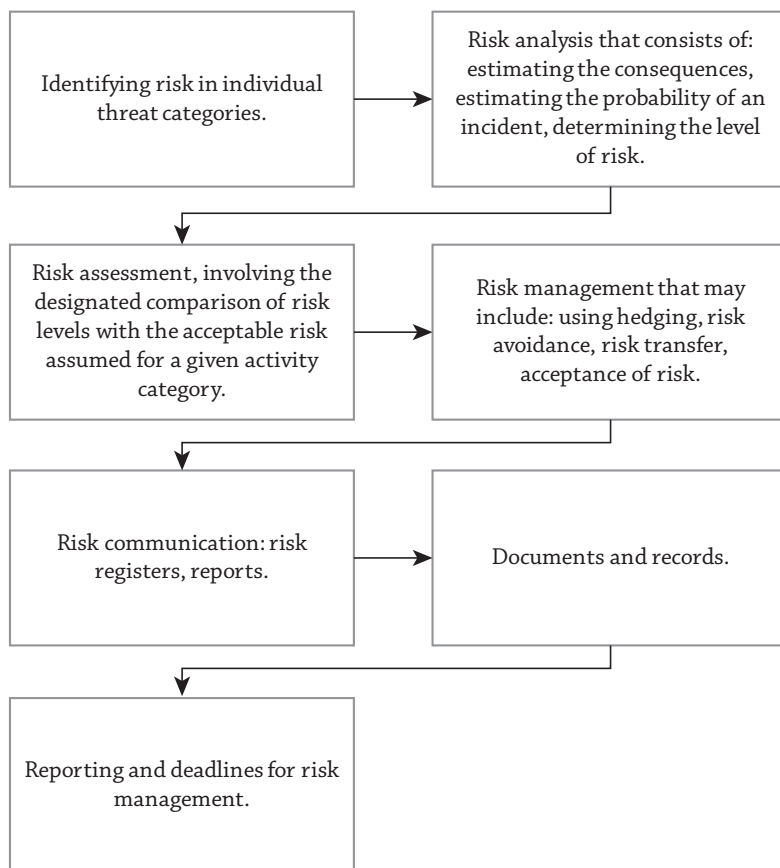 Identifying risk in individual
threat categories.
Risk analysis that consists of:
estimating the consequences,
estimating the probability of an
incident, determining the level
of risk.
Risk assessment, involving the
designated comparison of risk
levels with the acceptable risk
assumed for a given activity
category.
Risk management that may
include: using hedging, risk
avoidance, risk transfer,
acceptance of risk.
Risk communication: risk
registers, reports.
Documents and records.
Reporting and deadlines for risk
management.